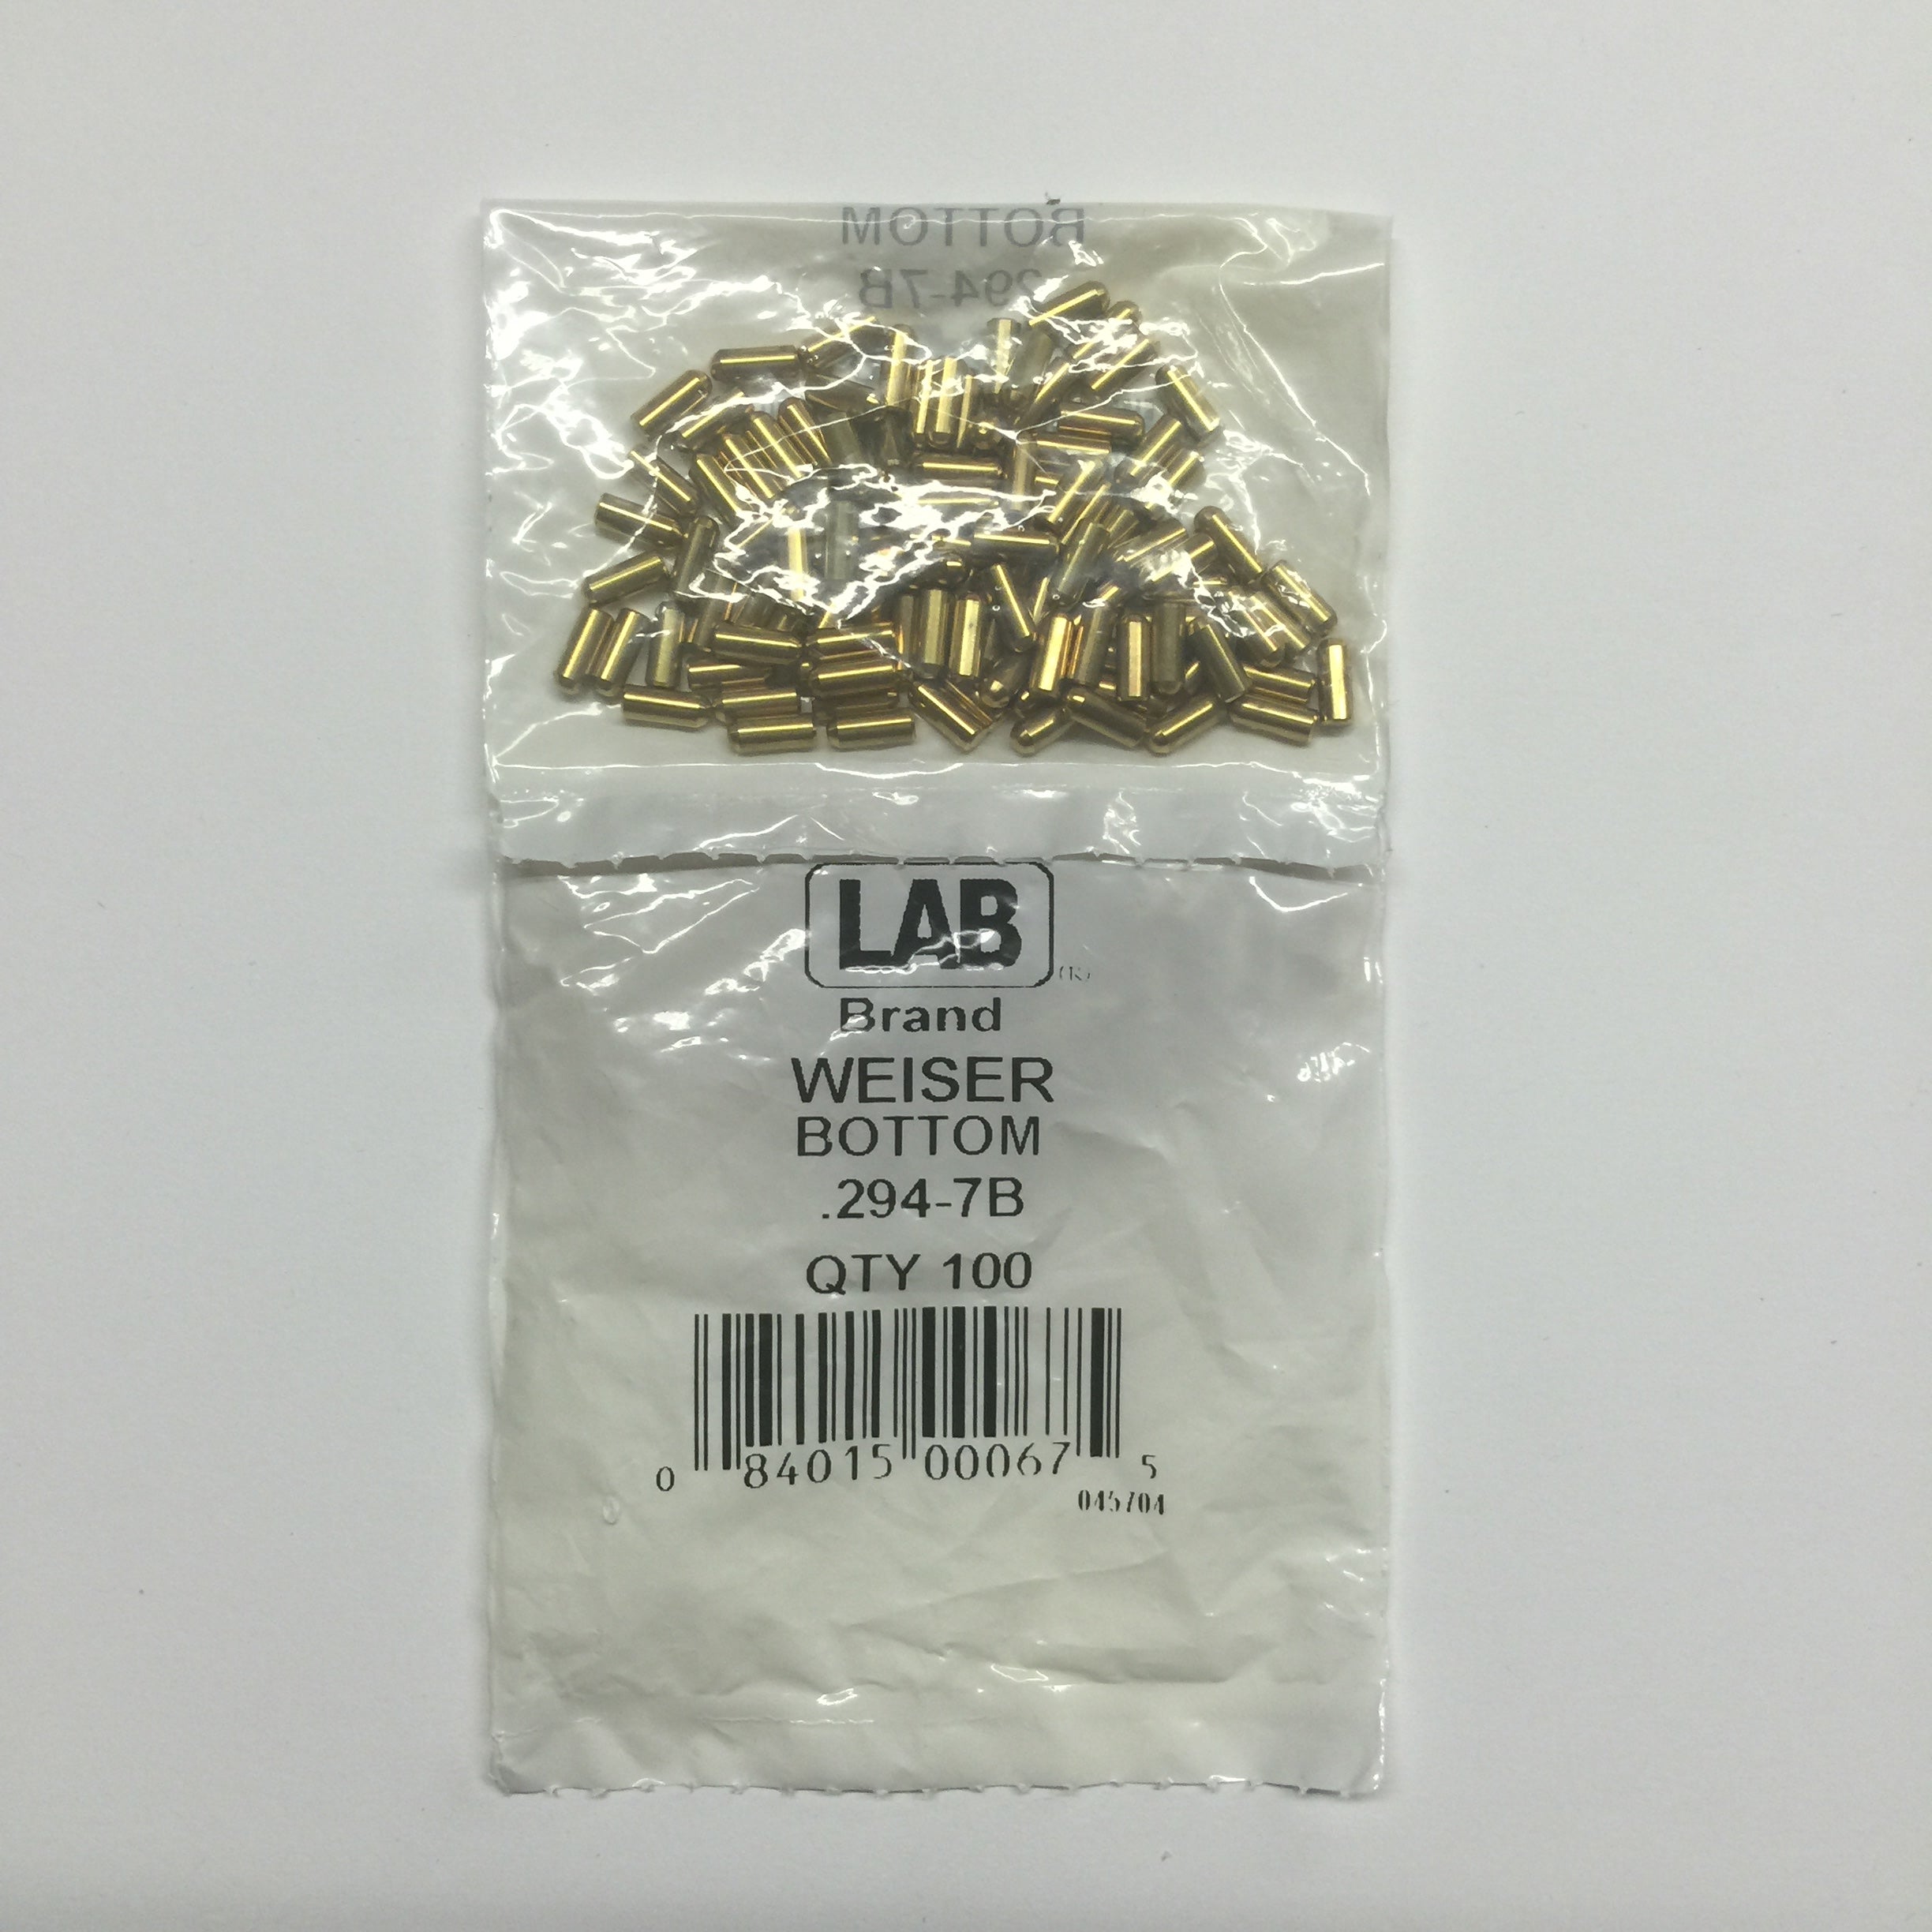 BOTTOM
.294-7B
LAB
(R)
Brand
WEISER
BOTTOM
.294-7B
QTY 100
0 84015 00067 5
045704